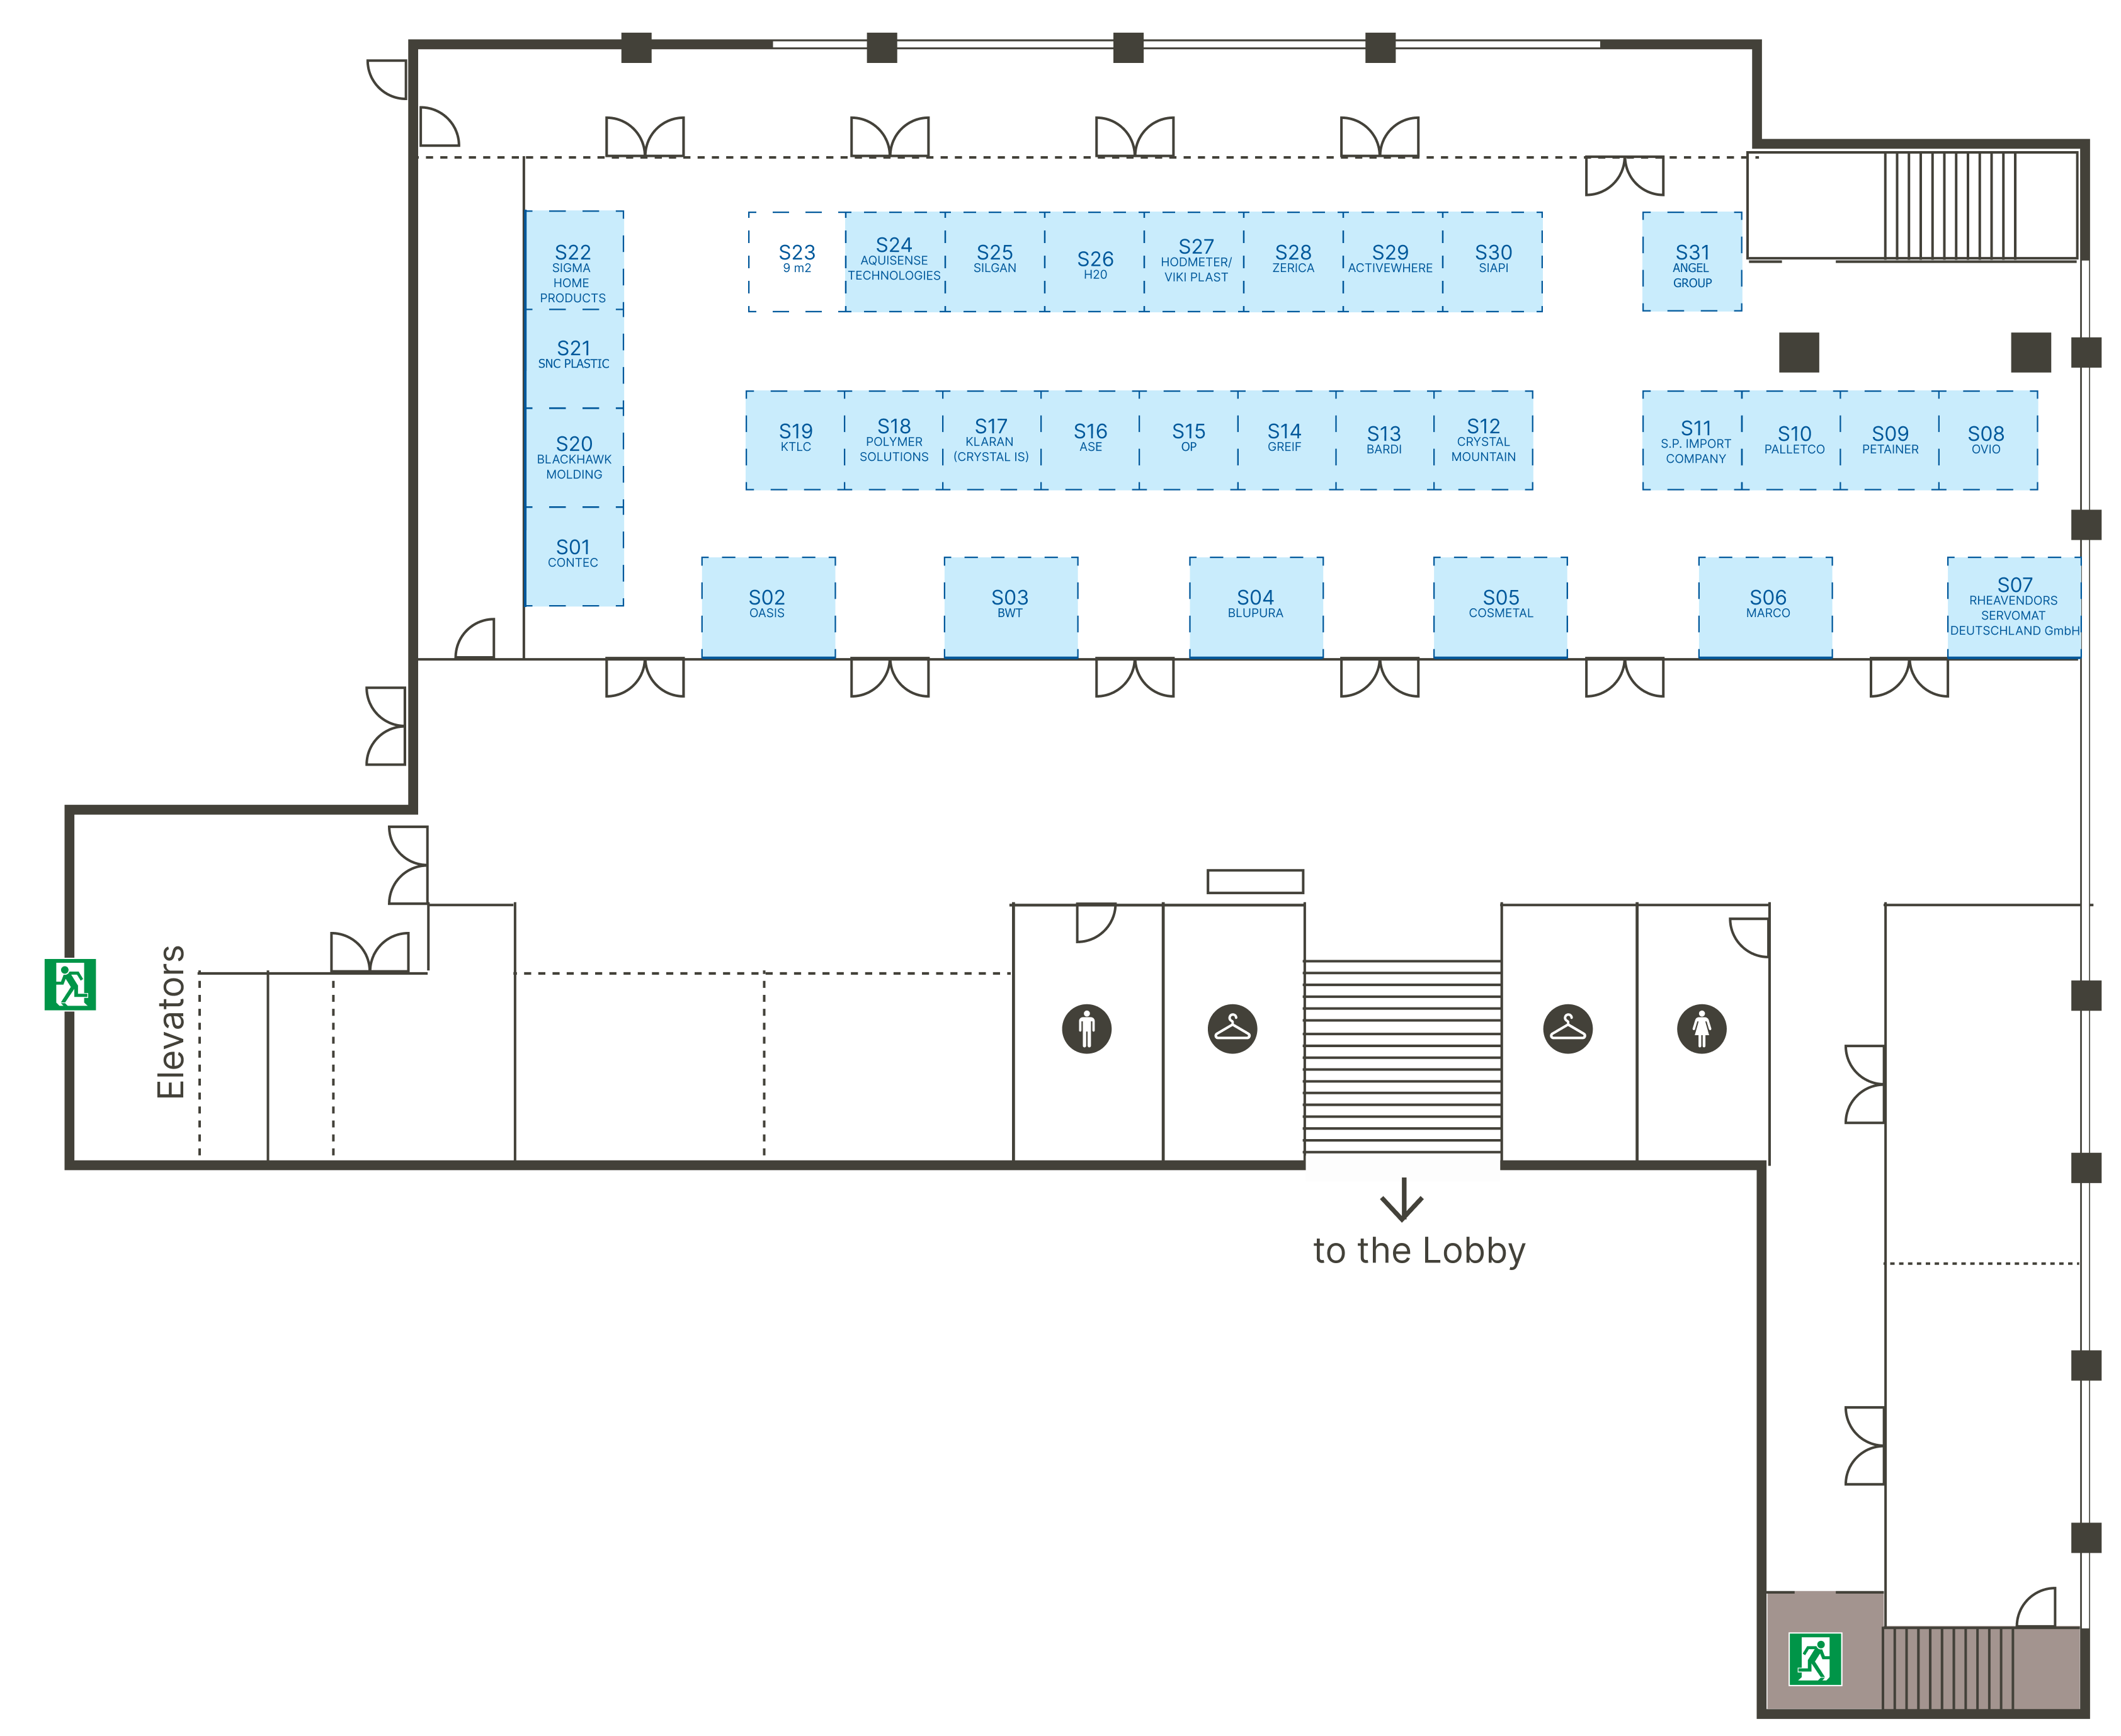 S22
SIGMA
HOME
PRODUCTS
S23
9 m2
S24
AQUISENSE
TECHNOLOGIES
S25
SILGAN
S26
H20
S27
HODMETER/
VIKI PLAST
S28
ZERICA
S29
ACTIVEWHERE
S30
SIAPI
S31
ANGEL
GROUP
S21
SNC PLASTIC
S20
BLACKHAWK
MOLDING
S01
CONTEC
S19
KTLC
S18
POLYMER
SOLUTIONS
S17
KLARAN
(CRYSTAL IS)
S16
ASE
S15
OP
S14
GREIF
S13
BARDI
S12
CRYSTAL
MOUNTAIN
S11
S.P. IMPORT
COMPANY
S10
PALLETCO
S09
PETAINER
S08
OVIO
S02
OASIS
S03
BWT
S04
BLUPURA
S05
COSMETAL
S06
MARCO
S07
RHEAVENDORS
SERVOMAT
DEUTSCHLAND GmbH
Elevators
to the Lobby